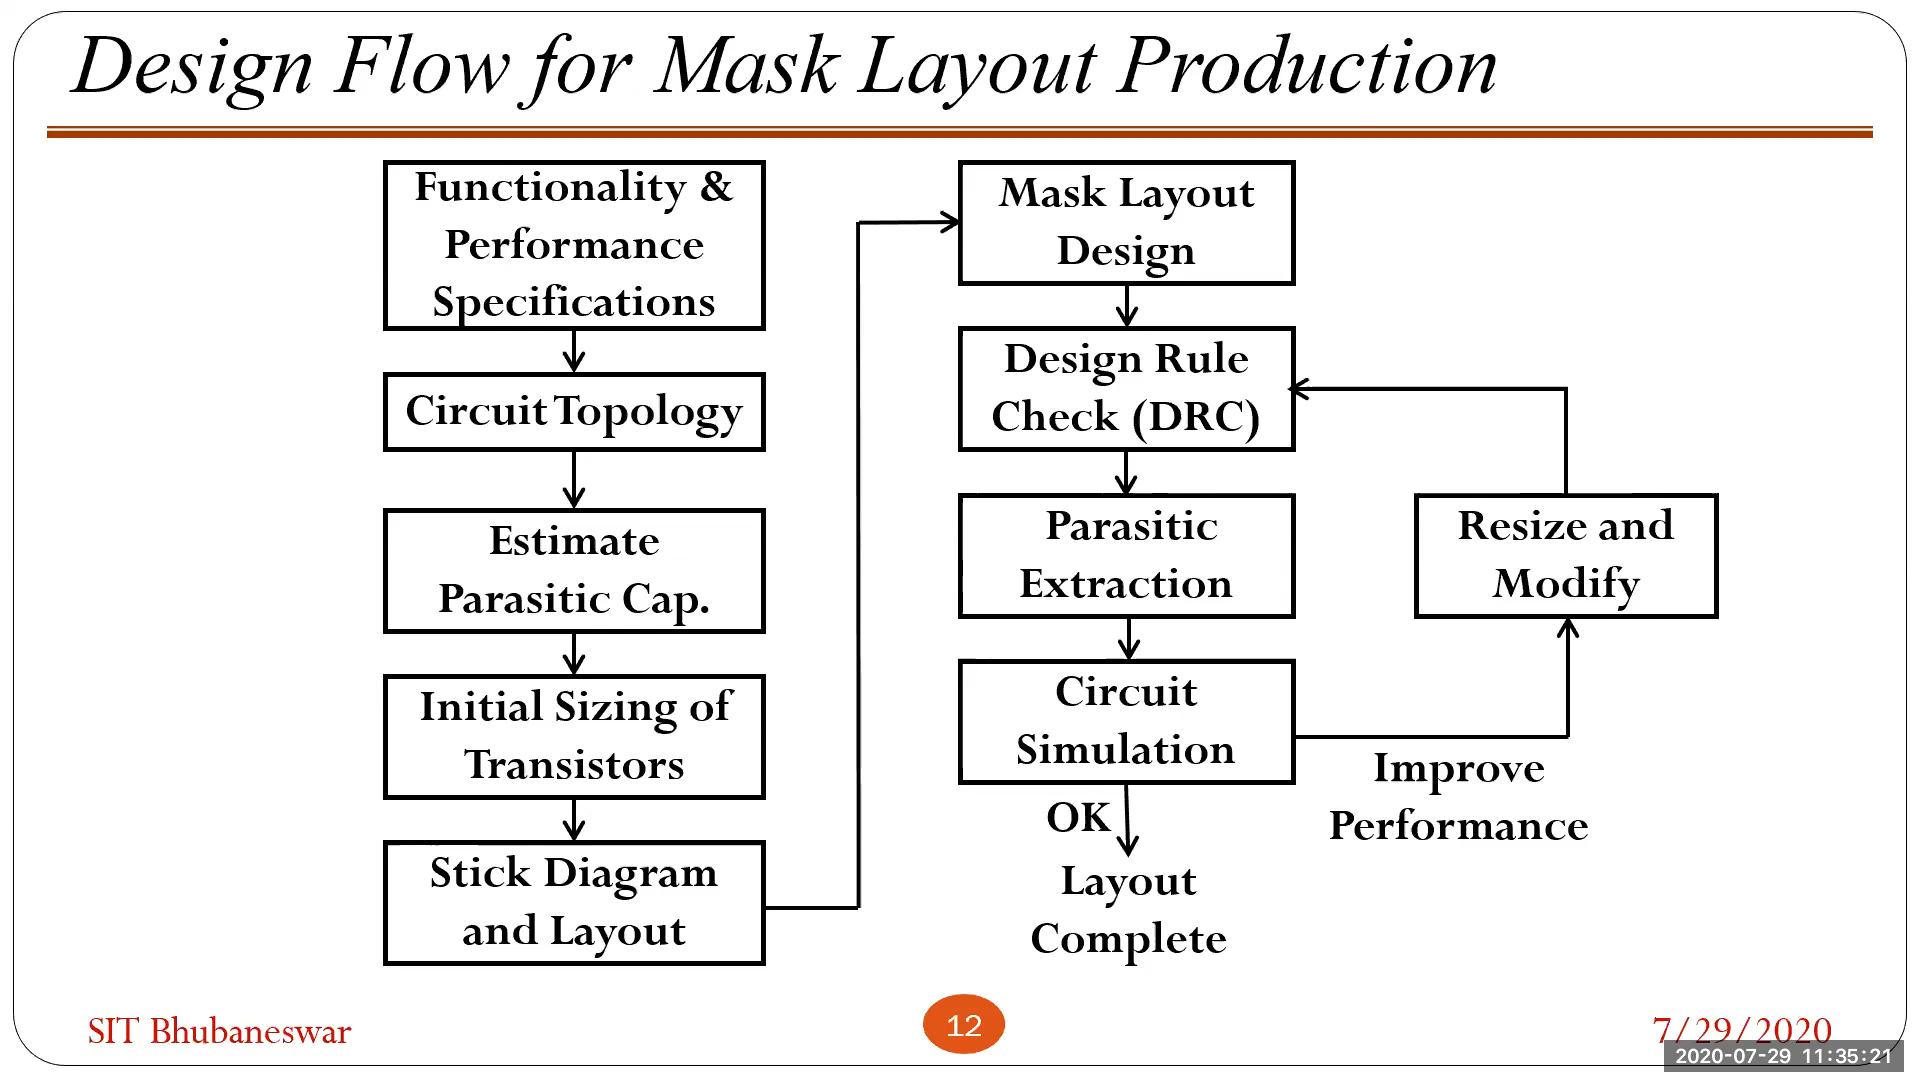 Design Flow for Mask Layout Production
Functionality &
Performance
Specifications
Circuit Topology
Estimate
Parasitic Cap.
Initial Sizing of
Transistors
Stick Diagram
and Layout
Mask Layout
Design
Design Rule
Check (DRC)
Parasitic
Extraction
Circuit
Simulation
OK
Layout
Complete
Resize and
Modify
Improve
Performance
SIT Bhubaneswar
12
7/29/2020
2020-07-29 11:35:21